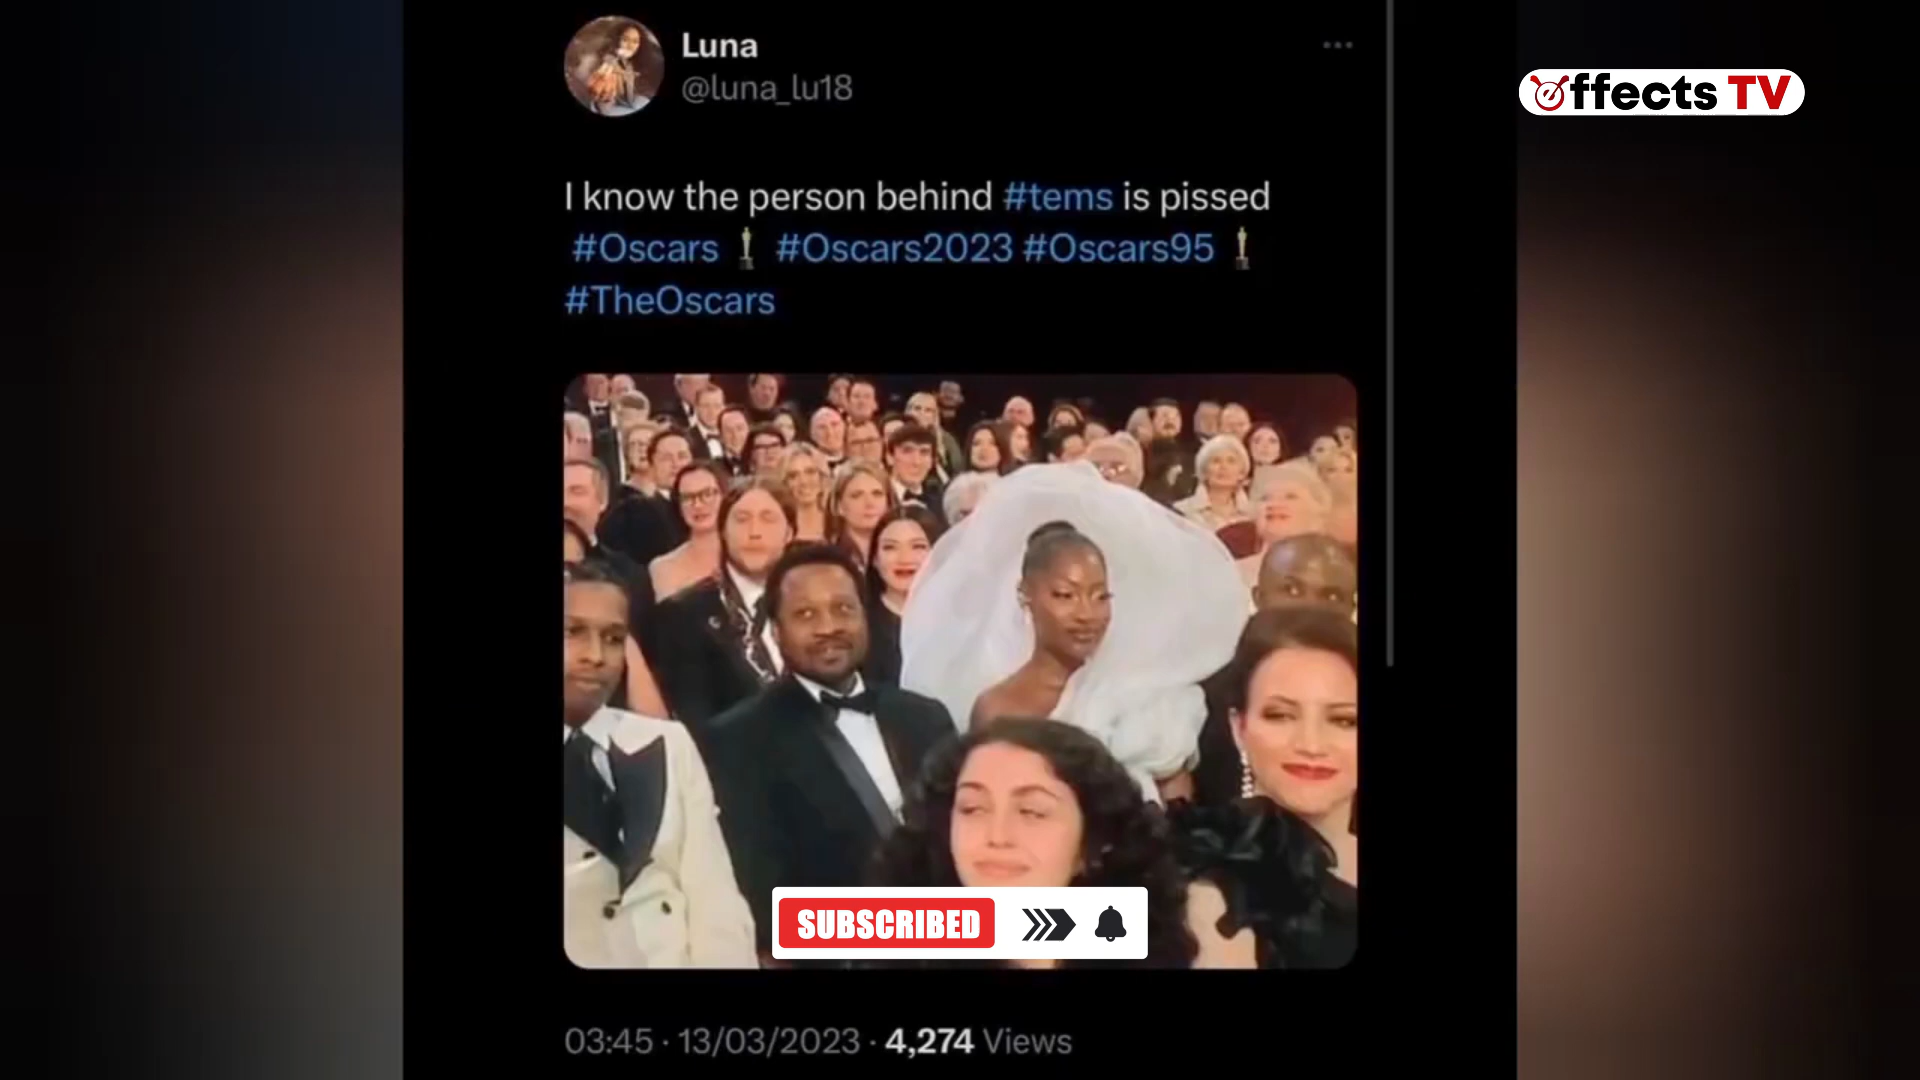 Luna
@luna_lu18
effects TV
I know the person behind #tems is pissed
#Oscars #Oscars2023 #Oscars95
#TheOscars
SUBSCRIBED
03:45 · 13/03/2023 · 4,274 Views